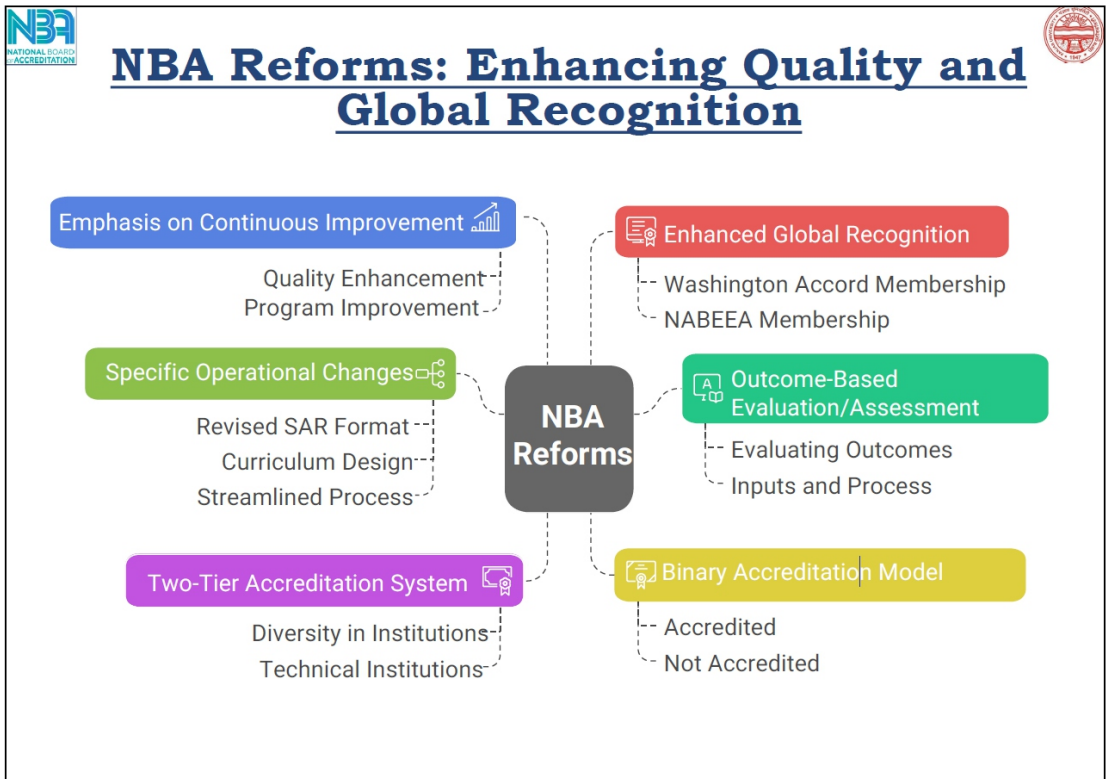 NBA
NATIONAL BOARD
of ACCREDITATION
NBA Reforms: Enhancing Quality and
Global Recognition
Emphasis on Continuous Improvement
Quality Enhancement
Program Improvement
Specific Operational Changes
Revised SAR Format
Curriculum Design
Streamlined Process
Two-Tier Accreditation System
Diversity in Institutions
Technical Institutions
NBA
Reforms
Enhanced Global Recognition
Washington Accord Membership
NABEEA Membership
A
Outcome-Based
Evaluation/Assessment
Evaluating Outcomes
Inputs and Process
Binary Accreditation Model
Accredited
Not Accredited